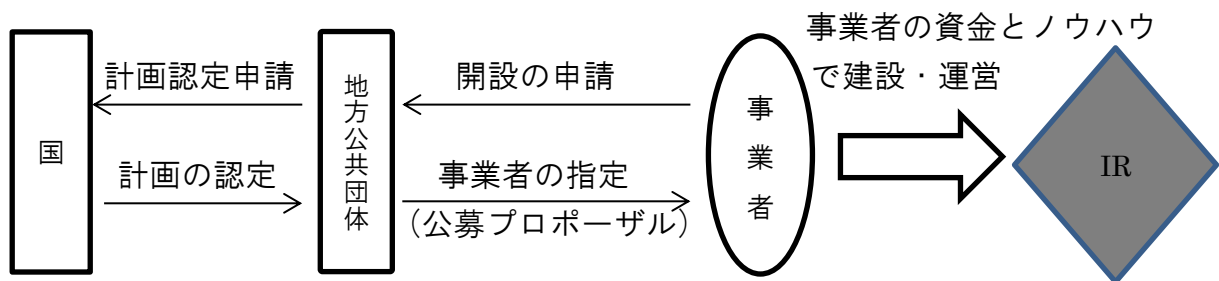 事業者の資金とノウハウ
で建設・運営
計画認定申請
開設の申請
国
地方公共団体
事業者
IR
計画の認定
事業者の指定
（公募プロポーザル）